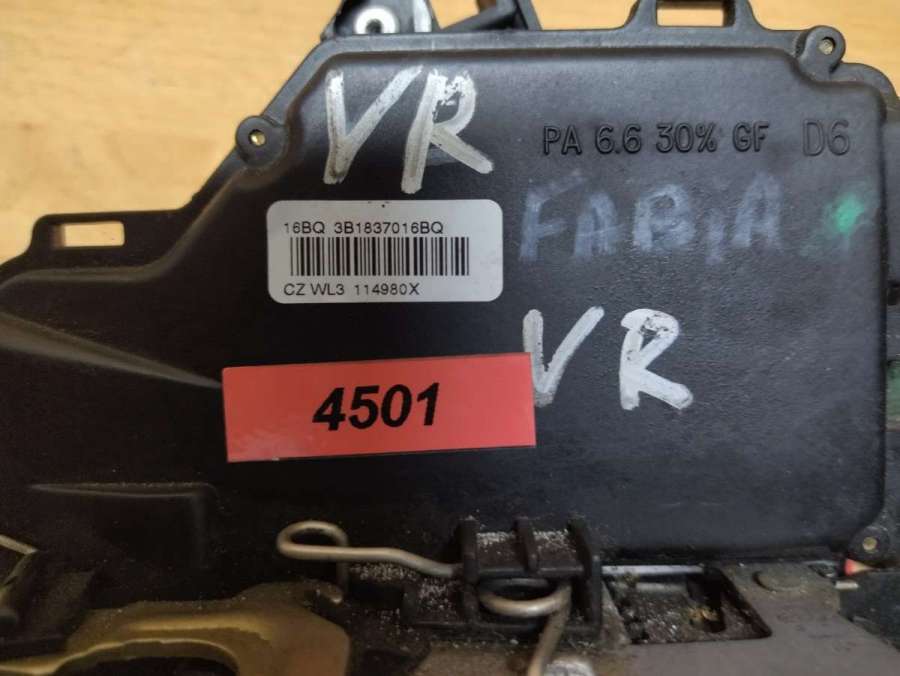 VR
PA 6.6 30% GF D6
FABIA
16BQ 3B1837016BQ
CZ WL3 114980X
VR
4501